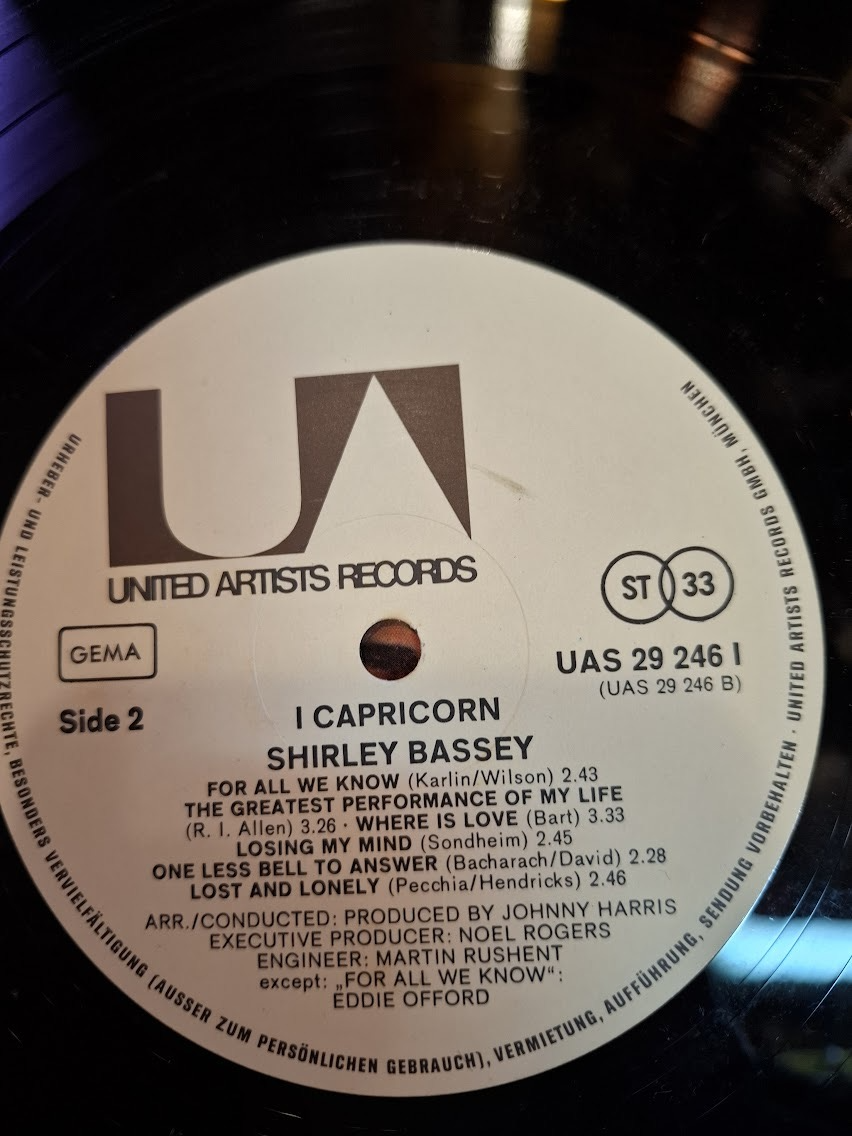 UA
UNITED ARTISTS RECORDS
ST 33
GEMA
UAS 29 246 I
(UAS 29 246 B)
Side 2
I CAPRICORN
SHIRLEY BASSEY
FOR ALL WE KNOW (Karlin/Wilson) 2.43
THE GREATEST PERFORMANCE OF MY LIFE
(R. I. Allen) 3.26 · WHERE IS LOVE (Bart) 3.33
LOSING MY MIND (Sondheim) 2.45
ONE LESS BELL TO ANSWER (Bacharach/David) 2.28
LOST AND LONELY (Pecchia/Hendricks) 2.46
ARR./CONDUCTED: PRODUCED BY JOHNNY HARRIS
EXECUTIVE PRODUCER: NOEL ROGERS
ENGINEER: MARTIN RUSHENT
except: „FOR ALL WE KNOW“:
EDDIE OFFORD
URHEBER- UND LEISTUNGSSCHUTZRECHTE, BESONDERS VERVIELFÄLTIGUNG (AUSSER ZUM PERSÖNLICHEN GEBRAUCH), VERMIETUNG, AUFFÜHRUNG, SENDUNG VORBEHALTEN · UNITED ARTISTS RECORDS GMBH, MÜNCHEN